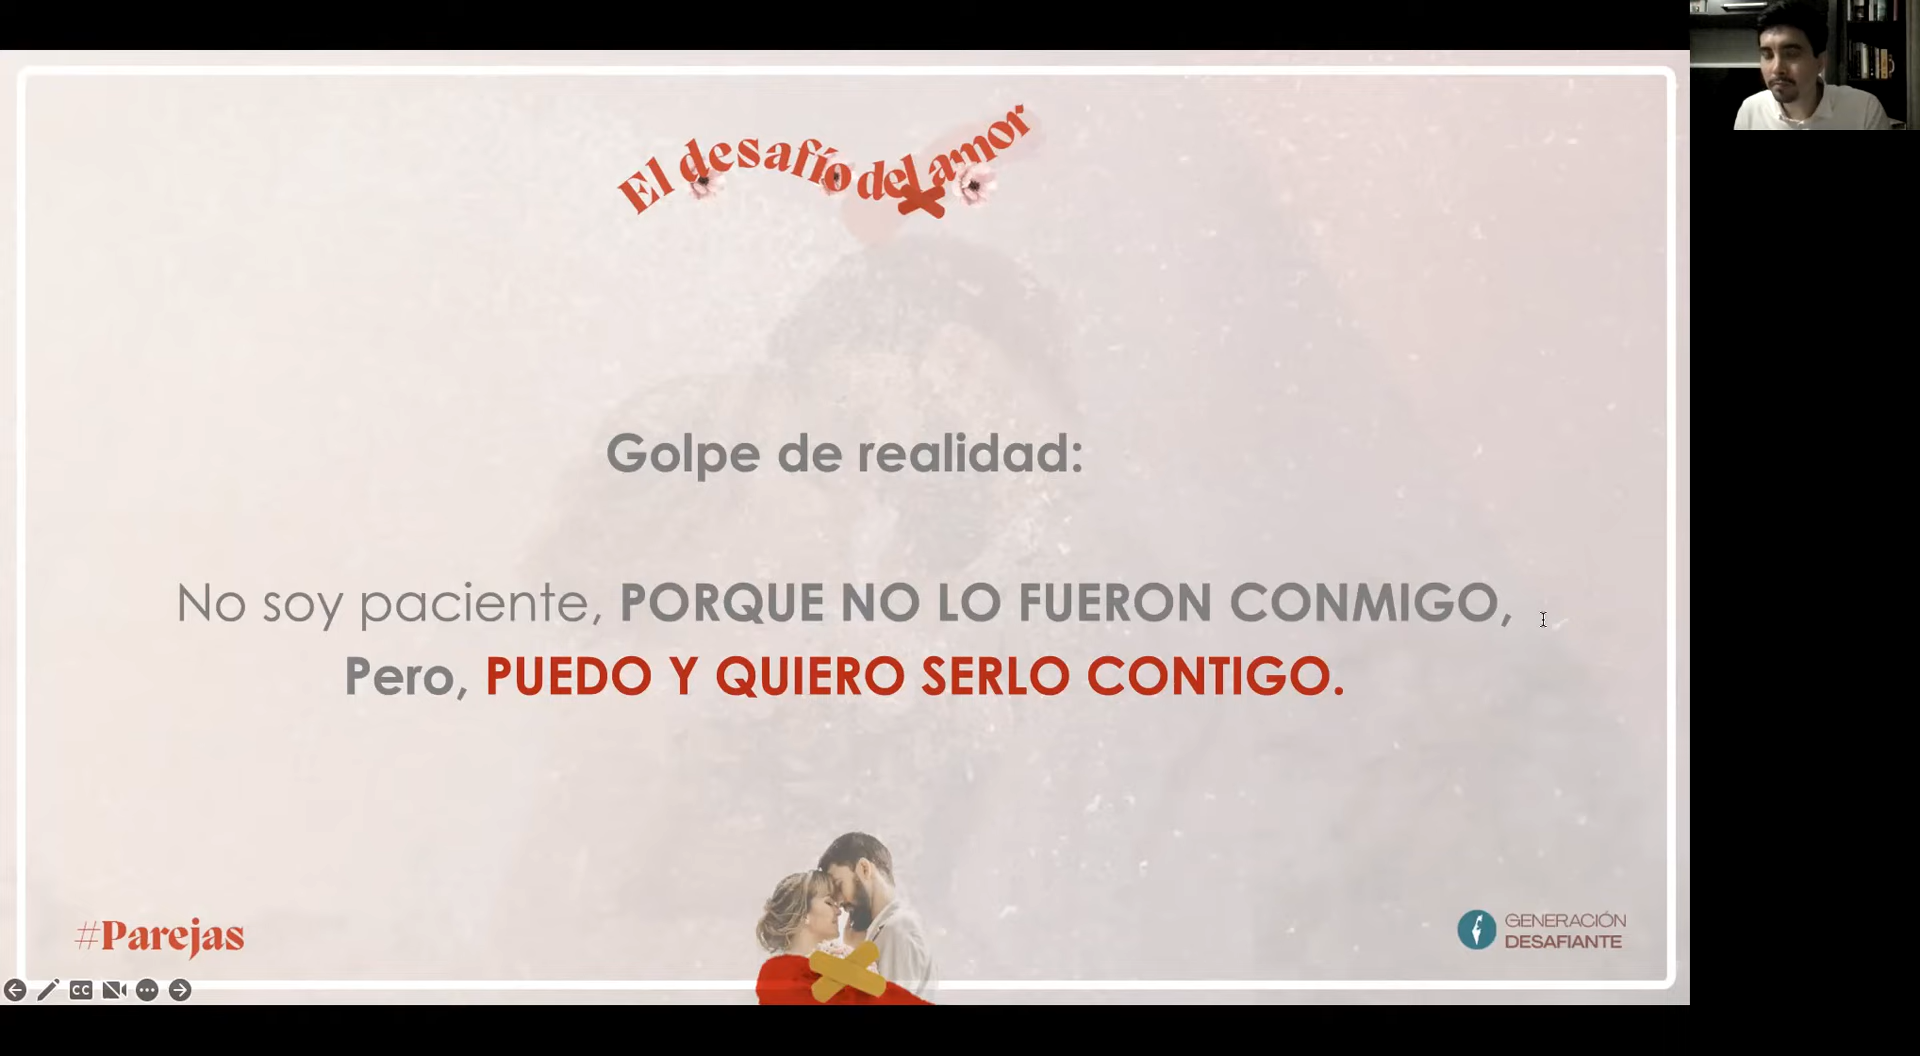 El desafío del amor
Golpe de realidad:
No soy paciente, PORQUE NO LO FUERON CONMIGO,
Pero, PUEDO Y QUIERO SERLO CONTIGO.
#Parejas
GENERACIÓN
DESAFIANTE
CC